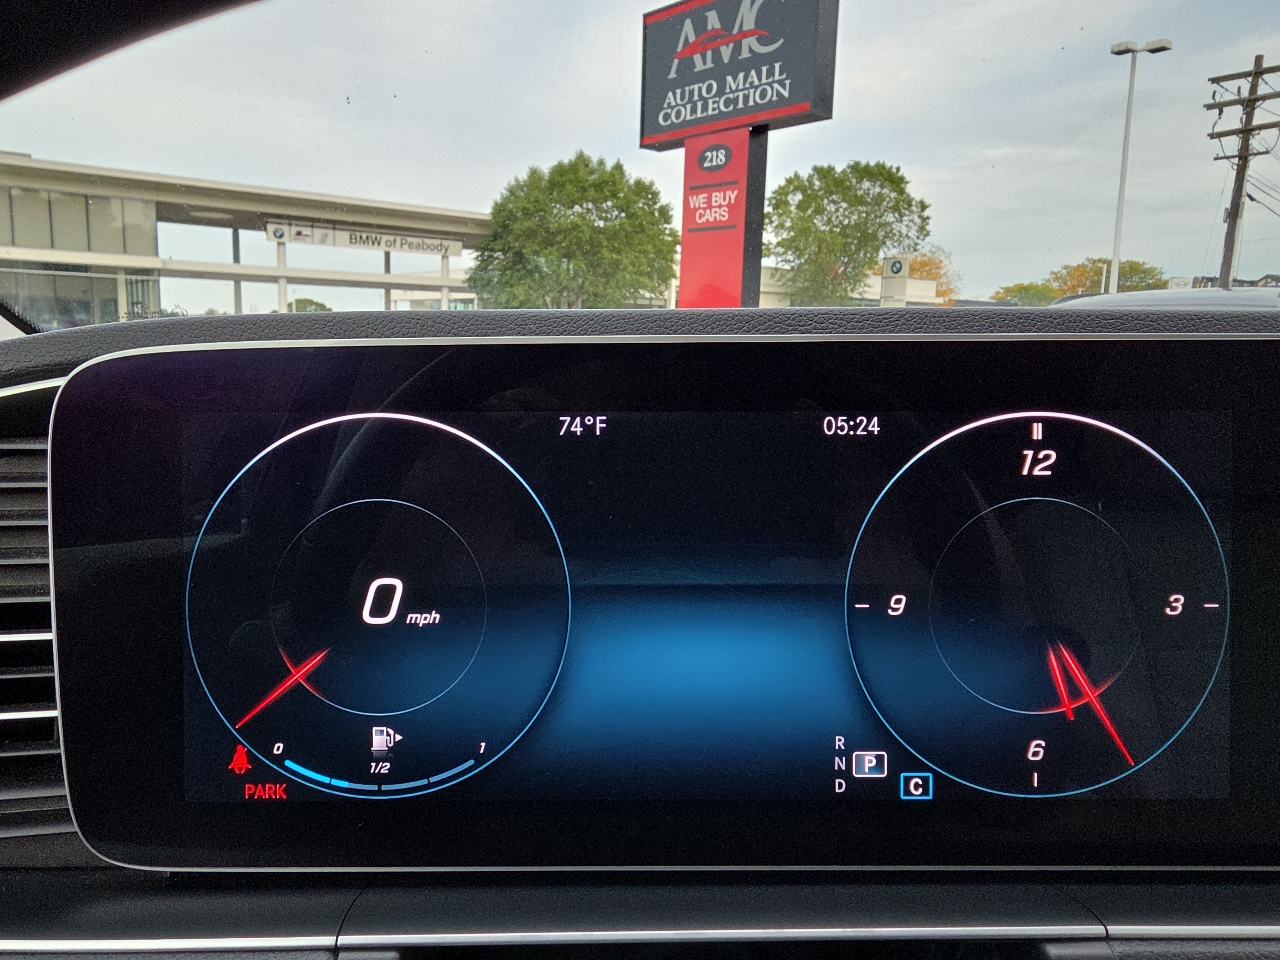 AMC
AUTO MALL
COLLECTION
218
WE BUY
CARS
BMW of Peabody
74°F
05:24
12
9
3
6
0 mph
0
1
1/2
PARK
R
N
P
D
C